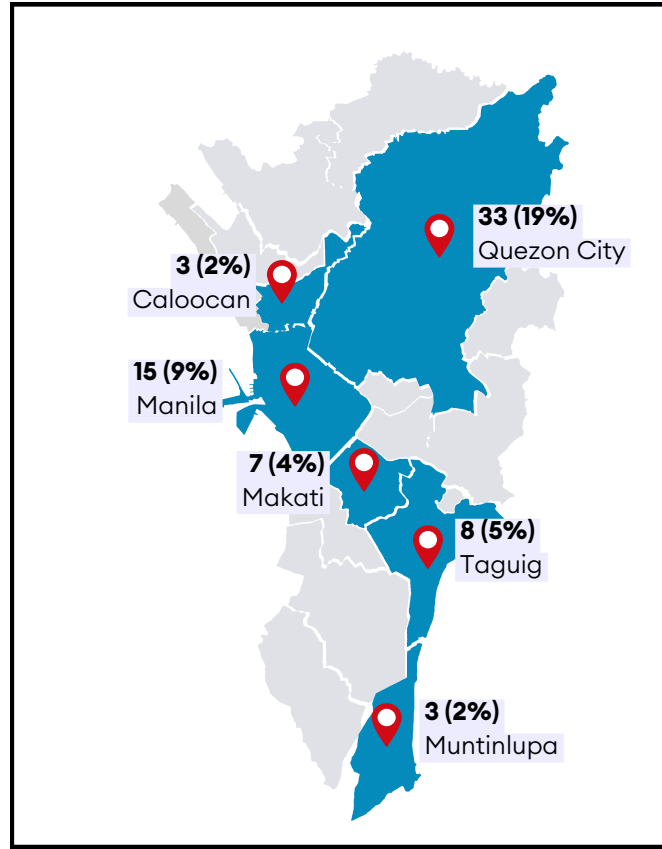 33 (19%)
Quezon City
3 (2%)
Caloocan
15 (9%)
Manila
7 (4%)
Makati
8 (5%)
Taguig
3 (2%)
Muntinlupa